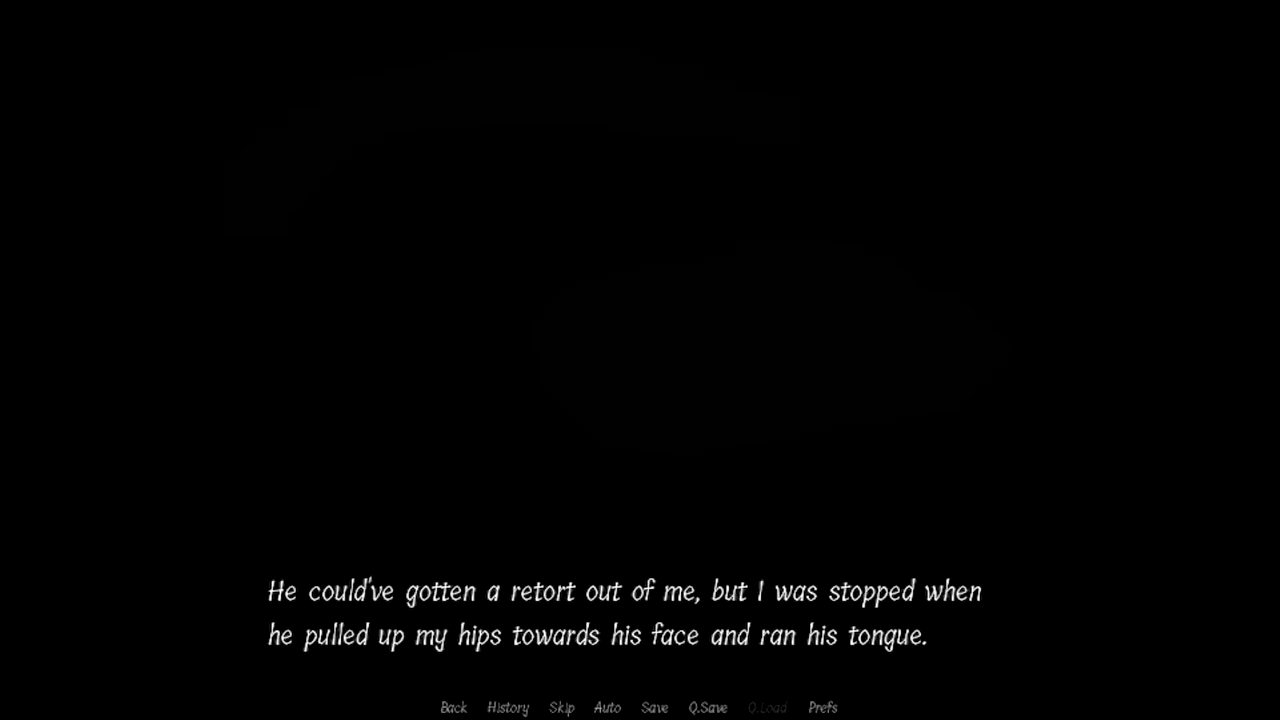 He could've gotten a retort out of me, but I was stopped when
he pulled up my hips towards his face and ran his tongue.
Back History Skip Auto Save Q.Save Q.Load Prefs